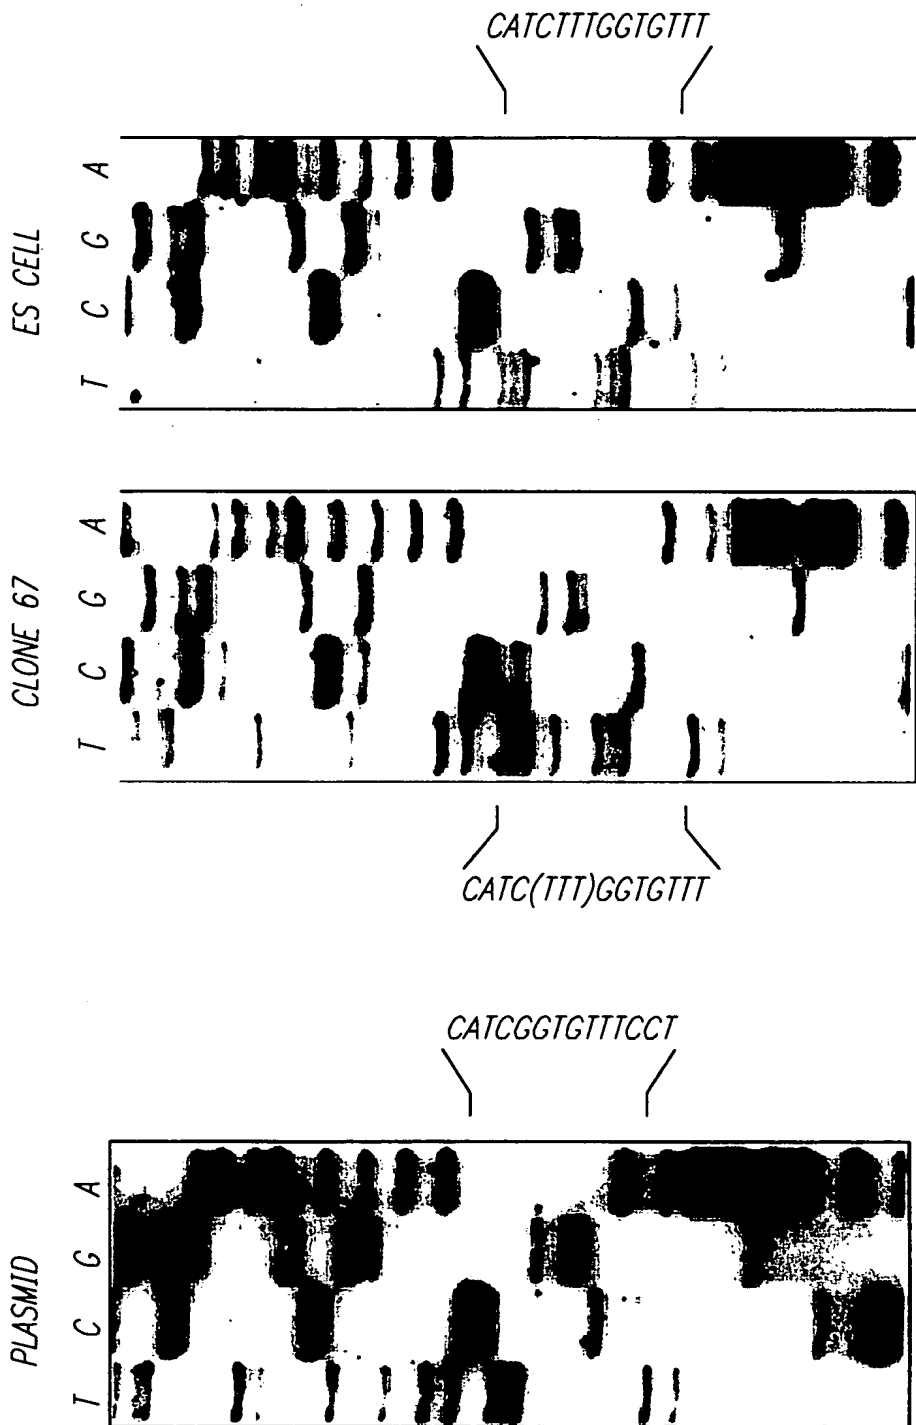 CATCTTTGGTGTTT
ES CELL
A
G
C
T
CLONE 67
A
G
C
T
CATC(TTT)GGTGTTT
CATCGGTGTTTCCT
PLASMID
A
G
C
T